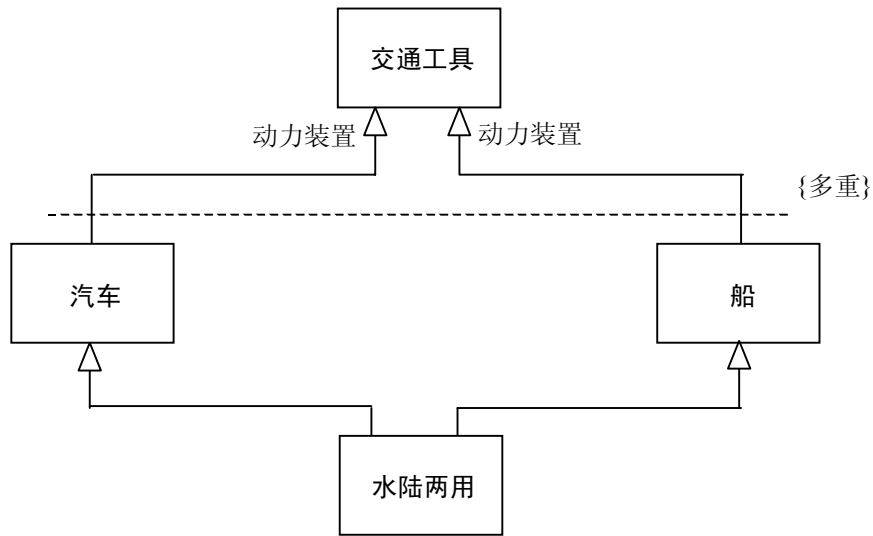 交通工具
动力装置
动力装置
{多重}
汽车
船
水陆两用